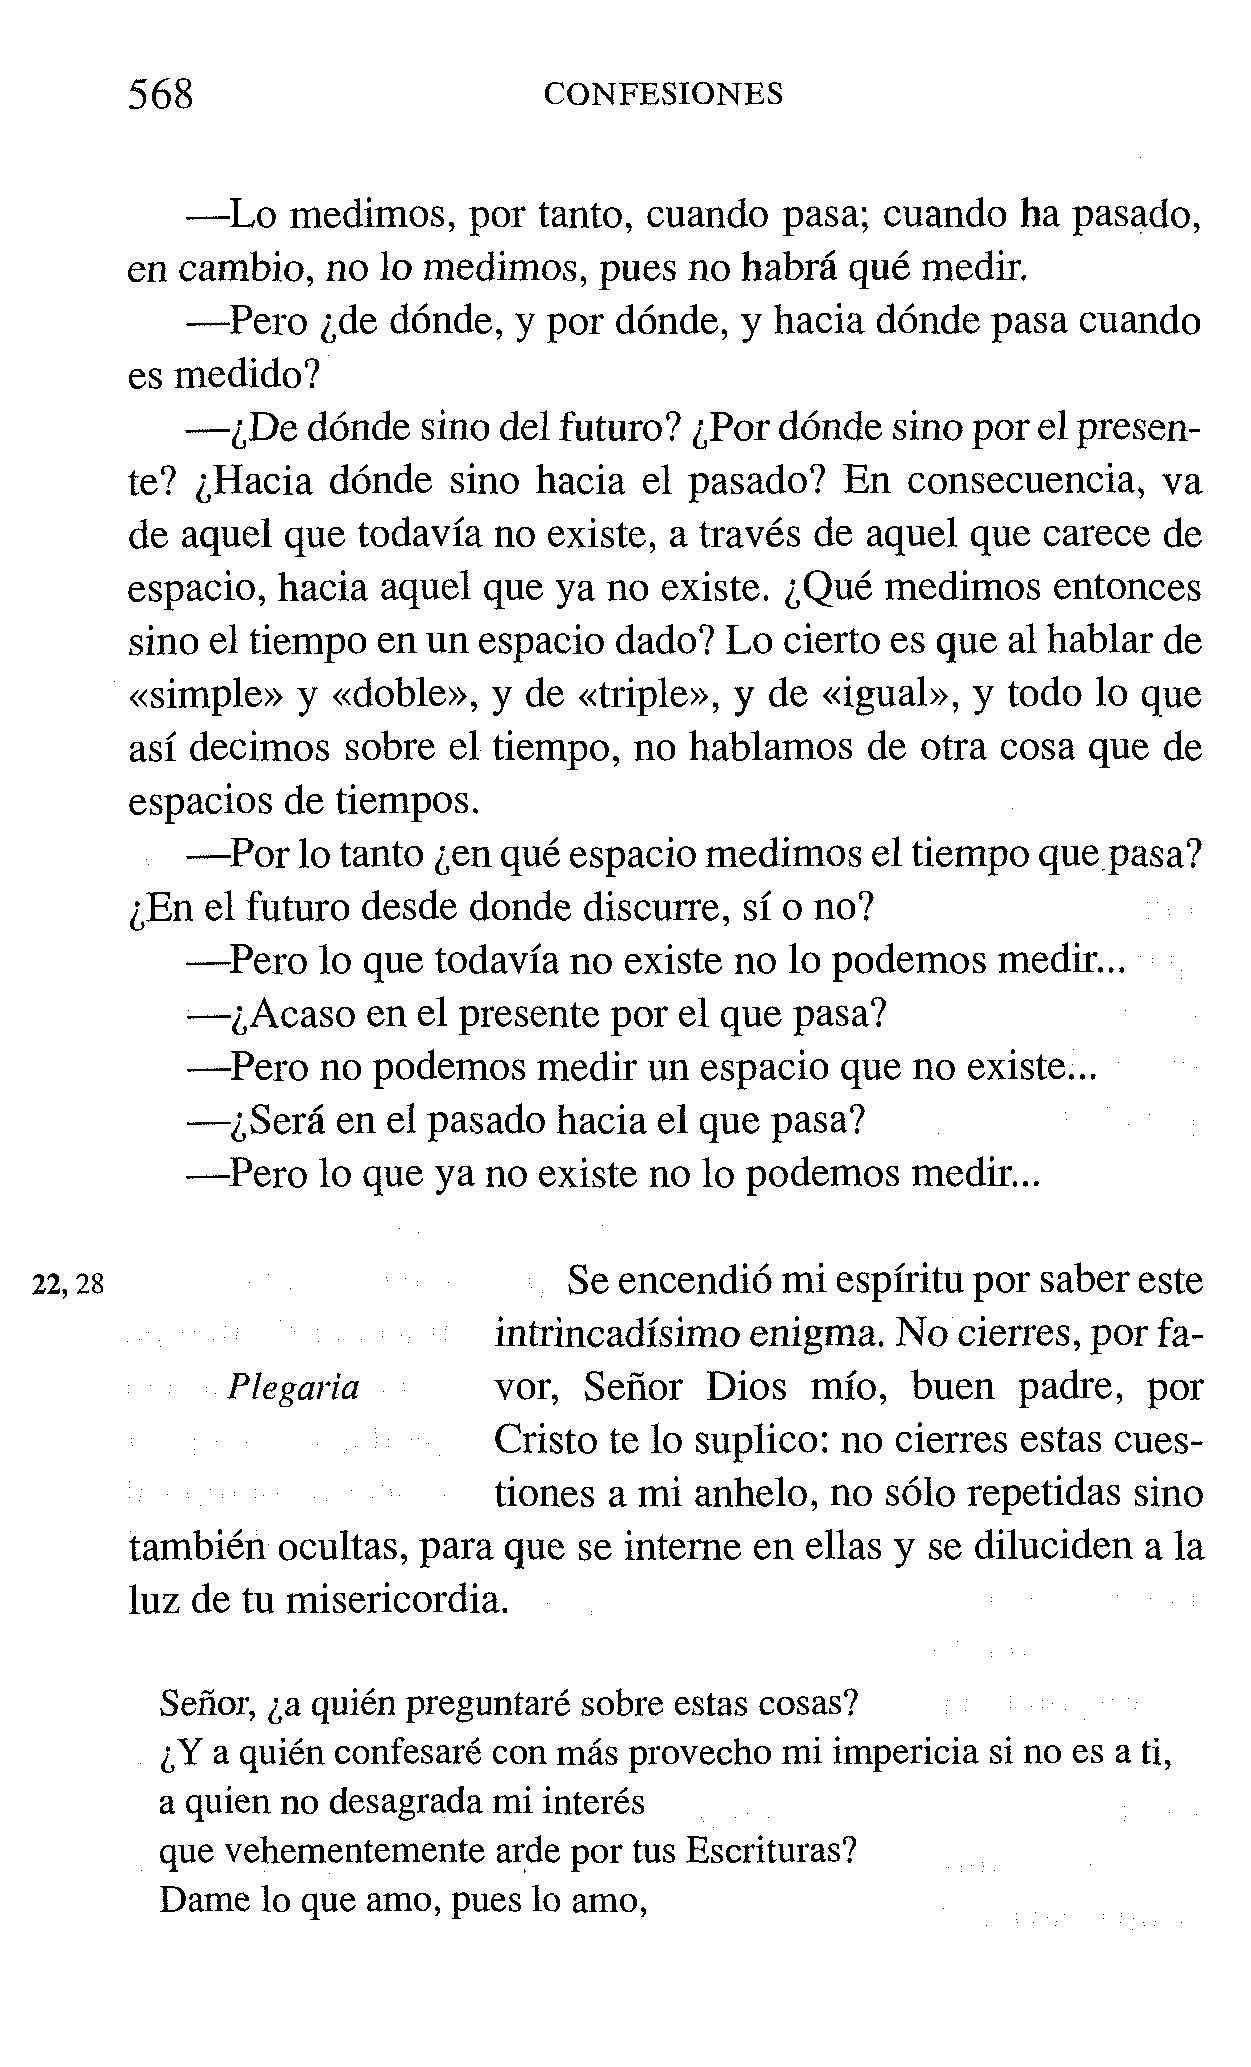 568 CONFESIONES
—Lo medimos, por tanto, cuando pasa; cuando ha pasado,
en cambio, no lo medimos, pues no habrá qué medir.
—Pero ¿de dónde, y por dónde, y hacia dónde pasa cuando
es medido?
—¿De dónde sino del futuro? ¿Por dónde sino por el presen-
te? ¿Hacia dónde sino hacia el pasado? En consecuencia, va
de aquel que todavía no existe, a través de aquel que carece de
espacio, hacia aquel que ya no existe. ¿Qué medimos entonces
sino el tiempo en un espacio dado? Lo cierto es que al hablar de
«simple» y «doble», y de «triple», y de «igual», y todo lo que
así decimos sobre el tiempo, no hablamos de otra cosa que de
espacios de tiempos.
—Por lo tanto ¿en qué espacio medimos el tiempo que pasa?
¿En el futuro desde donde discurre, sí o no?
—Pero lo que todavía no existe no lo podemos medir...
—¿Acaso en el presente por el que pasa?
—Pero no podemos medir un espacio que no existe...
—¿Será en el pasado hacia el que pasa?
—Pero lo que ya no existe no lo podemos medir...
22, 28 Se encendió mi espíritu por saber este
intrincadísimo enigma. No cierres, por fa-
Plegaria vor, Señor Dios mío, buen padre, por
Cristo te lo suplico: no cierres estas cues-
tiones a mi anhelo, no sólo repetidas sino
también ocultas, para que se interne en ellas y se diluciden a la
luz de tu misericordia.
Señor, ¿a quién preguntaré sobre estas cosas?
¿Y a quién confesaré con más provecho mi impericia si no es a ti,
a quien no desagrada mi interés
que vehementemente arde por tus Escrituras?
Dame lo que amo, pues lo amo,